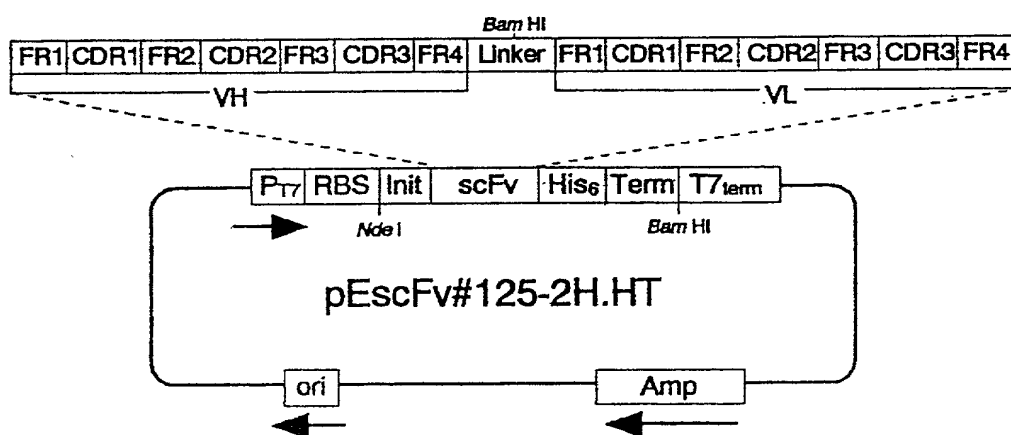 Bam HI
FR1 CDR1 FR2 CDR2 FR3 CDR3 FR4 Linker FR1 CDR1 FR2 CDR2 FR3 CDR3 FR4
VH VL
PT7 RBS Init scFv His6 Term T7term
Nde I Bam HI
pEscFv#125-2H.HT
ori Amp